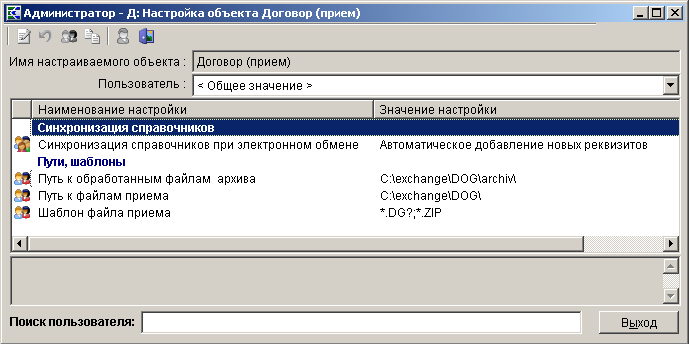 Администратор - Д: Настройка объекта Договор (прием)
Имя настраиваемого объекта : Договор (прием)
Пользователь : < Общее значение >
Наименование настройки Значение настройки
Синхронизация справочников
Синхронизация справочников при электронном обмене Автоматическое добавление новых реквизитов
Пути, шаблоны
Путь к обработанным файлам архива C:\exchange\DOG\archiv\
Путь к файлам приема C:\exchange\DOG\
Шаблон файла приема *.DG?;*.ZIP
Поиск пользователя: Выход